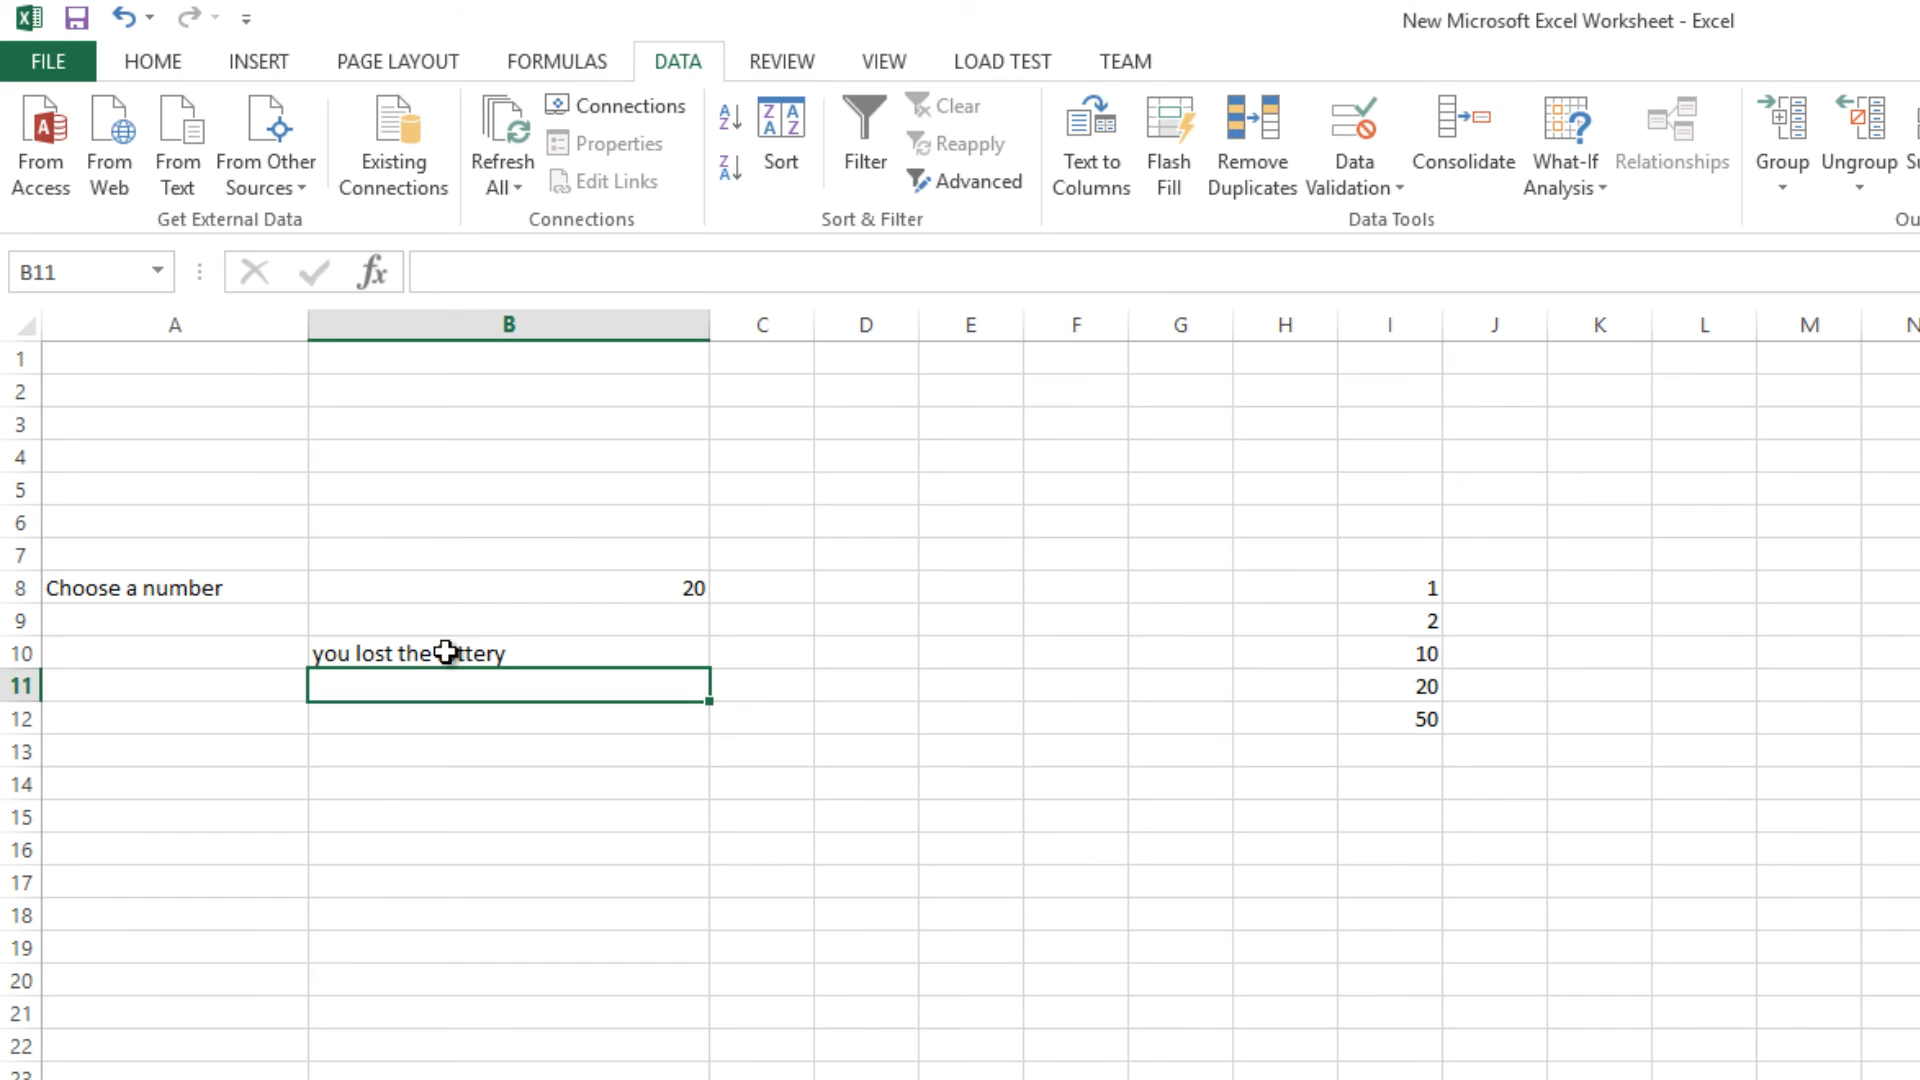 New Microsoft Excel Worksheet - Excel
FILE HOME INSERT PAGE LAYOUT FORMULAS DATA REVIEW VIEW LOAD TEST TEAM
From Access
From Web
From Text
From Other Sources
Get External Data
Existing Connections
Refresh All
Connections
Properties
Edit Links
Connections
A Z
Z A
Z A A Z
Sort
Filter
Clear
Reapply
Advanced
Sort & Filter
Text to Columns
Flash Fill
Remove Duplicates
Data Validation
Consolidate
What-If Analysis
Relationships
Data Tools
Group
Ungroup
B11
fx
A B C D E F G H I J K L M N
1
2
3
4
5
6
7
8 Choose a number 20 1
9 2
10 you lost the 10
11 20
12 50
13
14
15
16
17
18
19
20
21
22
23